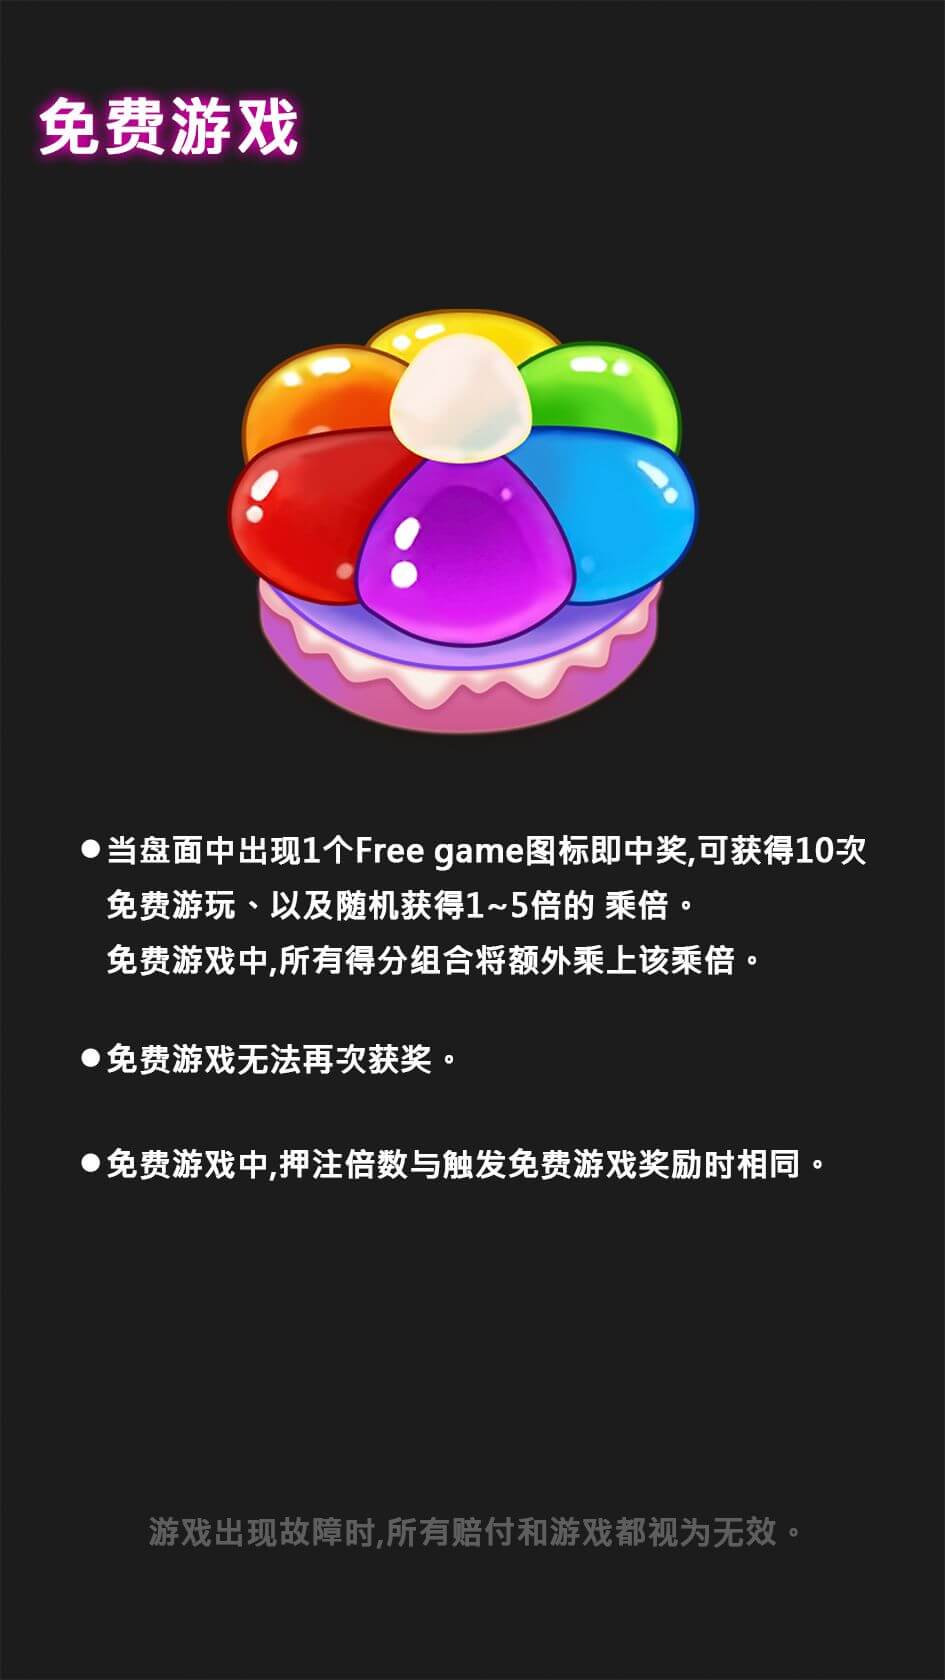 免费游戏
●当盘面中出现1个Free game图标即中奖,可获得10次
免费游玩、以及随机获得1~5倍的 乘倍。
免费游戏中,所有得分组合将额外乘上该乘倍。
●免费游戏无法再次获奖。
●免费游戏中,押注倍数与触发免费游戏奖励时相同。
游戏出现故障时,所有赔付和游戏都视为无效。